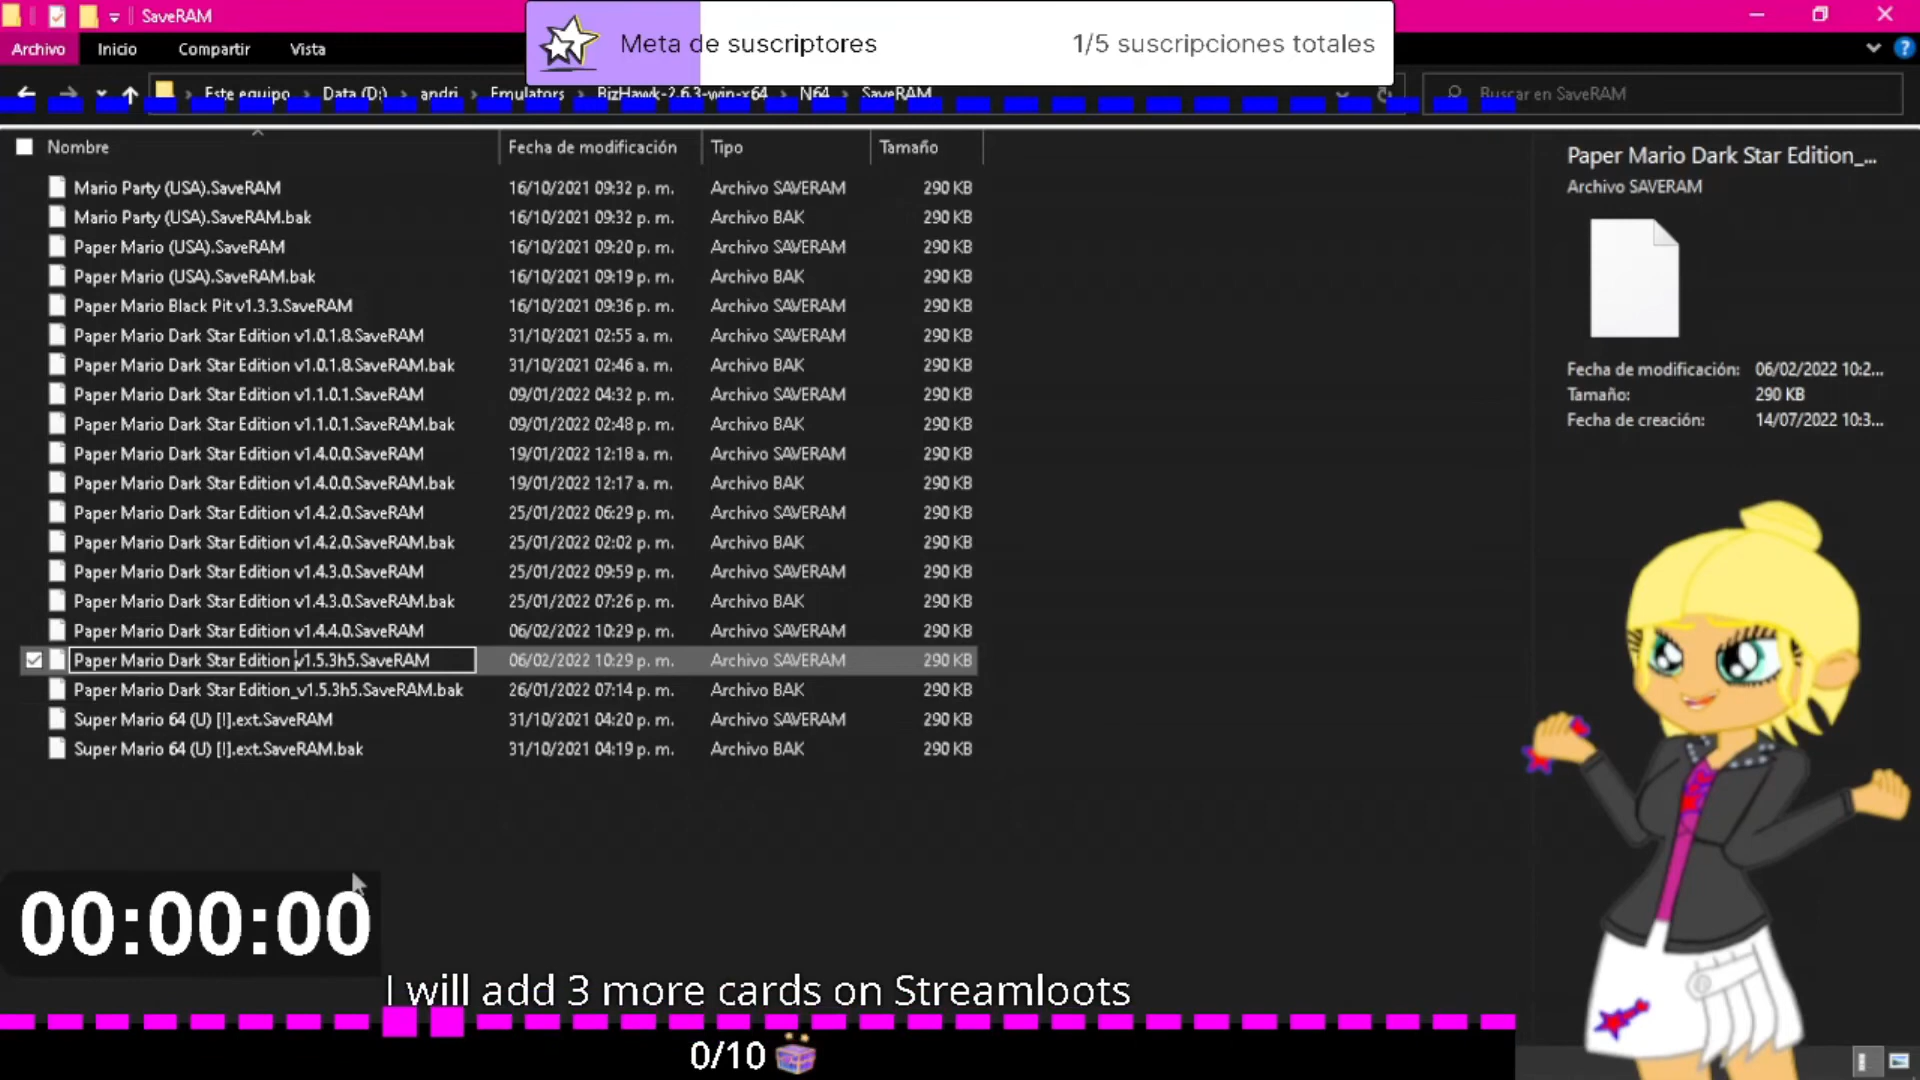 SaveRAM
Archivo Inicio Compartir Vista
Meta de suscriptores 1/5 suscripciones totales
Este equipo Data (D:) andri Emulators BizHawk-2.6.3-win-x64 N64 SaveRAM Buscar en SaveRAM
Nombre Fecha de modificación Tipo Tamaño
Mario Party (USA).SaveRAM 16/10/2021 09:32 p. m. Archivo SAVERAM 290 KB
Mario Party (USA).SaveRAM.bak 16/10/2021 09:32 p. m. Archivo BAK 290 KB
Paper Mario (USA).SaveRAM 16/10/2021 09:20 p. m. Archivo SAVERAM 290 KB
Paper Mario (USA).SaveRAM.bak 16/10/2021 09:19 p. m. Archivo BAK 290 KB
Paper Mario Black Pit v1.3.3.SaveRAM 16/10/2021 09:36 p. m. Archivo SAVERAM 290 KB
Paper Mario Dark Star Edition v1.0.1.8.SaveRAM 31/10/2021 02:55 a. m. Archivo SAVERAM 290 KB
Paper Mario Dark Star Edition v1.0.1.8.SaveRAM.bak 31/10/2021 02:46 a. m. Archivo BAK 290 KB
Paper Mario Dark Star Edition v1.1.0.1.SaveRAM 09/01/2022 04:32 p. m. Archivo SAVERAM 290 KB
Paper Mario Dark Star Edition v1.1.0.1.SaveRAM.bak 09/01/2022 02:48 p. m. Archivo BAK 290 KB
Paper Mario Dark Star Edition v1.4.0.0.SaveRAM 19/01/2022 12:18 a. m. Archivo SAVERAM 290 KB
Paper Mario Dark Star Edition v1.4.0.0.SaveRAM.bak 19/01/2022 12:17 a. m. Archivo BAK 290 KB
Paper Mario Dark Star Edition v1.4.2.0.SaveRAM 25/01/2022 06:29 p. m. Archivo SAVERAM 290 KB
Paper Mario Dark Star Edition v1.4.2.0.SaveRAM.bak 25/01/2022 02:02 p. m. Archivo BAK 290 KB
Paper Mario Dark Star Edition v1.4.3.0.SaveRAM 25/01/2022 09:59 p. m. Archivo SAVERAM 290 KB
Paper Mario Dark Star Edition v1.4.3.0.SaveRAM.bak 25/01/2022 07:26 p. m. Archivo BAK 290 KB
Paper Mario Dark Star Edition v1.4.4.0.SaveRAM 06/02/2022 10:29 p. m. Archivo SAVERAM 290 KB
Paper Mario Dark Star Edition v1.5.3h5.SaveRAM 06/02/2022 10:29 p. m. Archivo SAVERAM 290 KB
Paper Mario Dark Star Edition_v1.5.3h5.SaveRAM.bak 26/01/2022 07:14 p. m. Archivo BAK 290 KB
Super Mario 64 (U) [!].ext.SaveRAM 31/10/2021 04:20 p. m. Archivo SAVERAM 290 KB
Super Mario 64 (U) [!].ext.SaveRAM.bak 31/10/2021 04:19 p. m. Archivo BAK 290 KB
Paper Mario Dark Star Edition_...
Archivo SAVERAM
Fecha de modificación: 06/02/2022 10:2...
Tamaño: 290 KB
Fecha de creación: 14/07/2022 10:3...
00:00:00
I will add 3 more cards on Streamloots
0/10